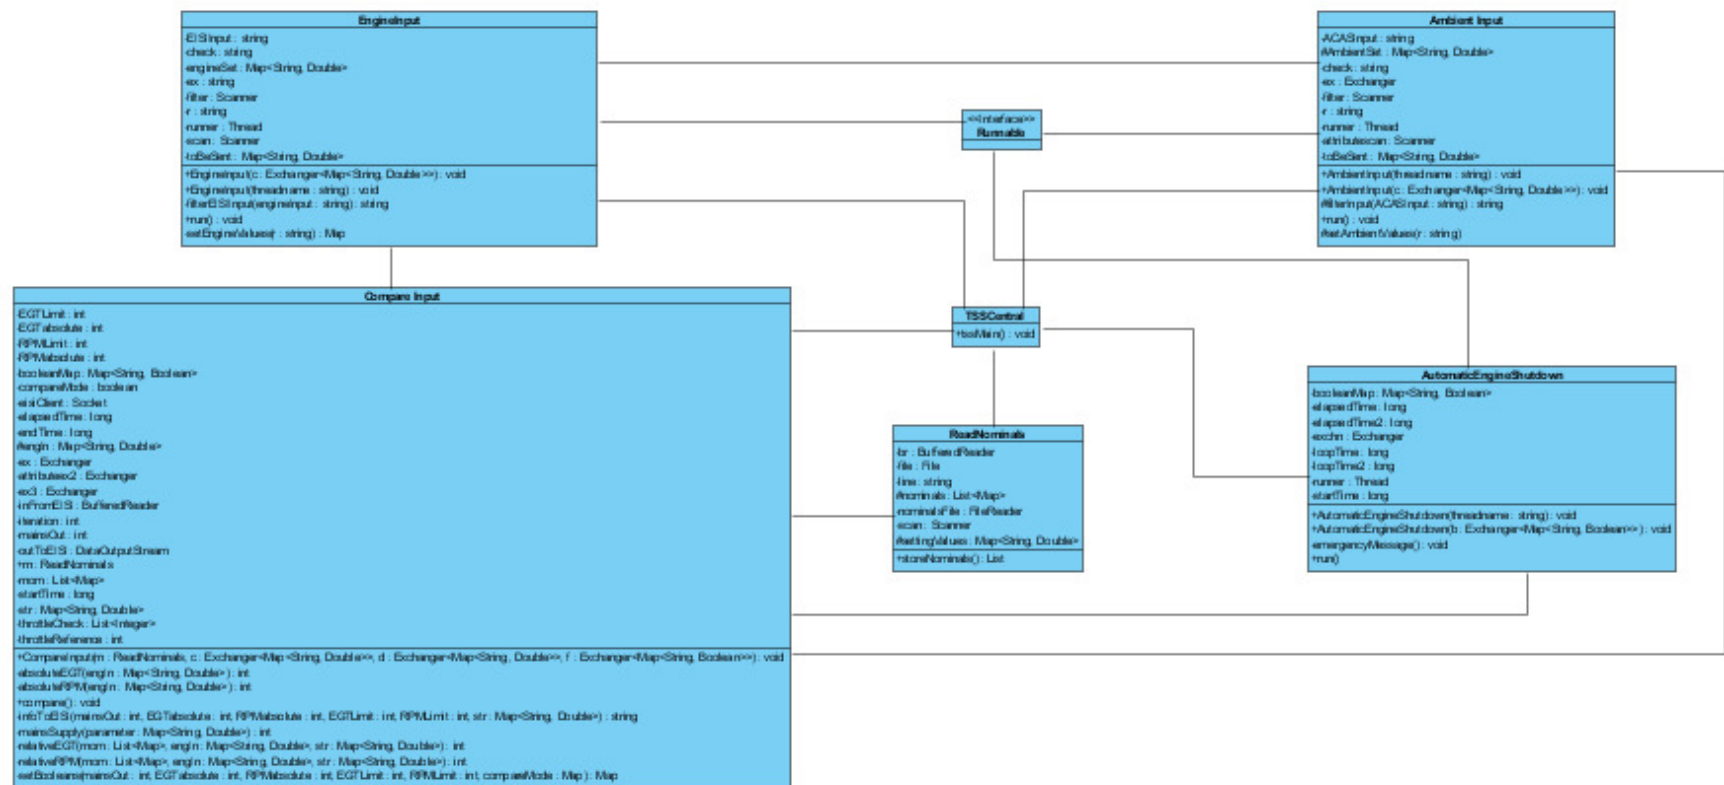 EngineInput
-EISInput : string
-check : string
-engineSet : Map<String, Double>
-ex : string
-filter : Scanner
-r : string
-runner : Thread
-scan : Scanner
-toBeSent : Map<String, Double>
+EngineInput(c : Exchanger<Map<String, Double>>) : void
+EngineInput(threadname : string) : void
-filterEISInput(engineInput : string) : string
+run() : void
-setEngineValues(r : string) : Map
<<Interface>>
Runnable
Ambient Input
-ACASInput : string
#AmbientSet : Map<String, Double>
-check : string
-ex : Exchanger
-filter : Scanner
-r : string
-runner : Thread
-attributescan : Scanner
-toBeSent : Map<String, Double>
+AmbientInput(threadname : string) : void
+AmbientInput(c : Exchanger<Map<String, Double>>) : void
#filterInput(ACASInput : string) : string
+run() : void
#setAmbientValues(r : string)
Compare Input
-EGTLimit : int
-EGTabsolute : int
-RPMLimit : int
-RPMabsolute : int
-booleanMap : Map<String, Boolean>
-compareMode : boolean
-eisiClient : Socket
-elapsedTime : long
-endTime : long
#engIn : Map<String, Double>
-ex : Exchanger
-attributeex2 : Exchanger
-ex3 : Exchanger
-inFromEISI : BufferedReader
-iteration : int
-mainsOut : int
-outToEISI : DataOutputStream
+m : ReadNominals
-mom : List<Map>
-startTime : long
-str : Map<String, Double>
-throttleCheck : List<Integer>
-throttleReference : int
+CompareInput(m : ReadNominals, c : Exchanger<Map<String, Double>>, d : Exchanger<Map<String, Double>>, f : Exchanger<Map<String, Boolean>>) : void
-absoluteEGT(engIn : Map<String, Double>) : int
-absoluteRPM(engIn : Map<String, Double>) : int
+compare() : void
-infoToEISI(mainsOut : int, EGTabsolute : int, RPMabsolute : int, EGTLimit : int, RPMLimit : int, str : Map<String, Double>) : string
-mainsSupply(parameter : Map<String, Double>) : int
-relativeEGT(mom : List<Map>, engIn : Map<String, Double>, str : Map<String, Double>) : int
-relativeRPM(mom : List<Map>, engIn : Map<String, Double>, str : Map<String, Double>) : int
-setBooleans(mainsOut : int, EGTabsolute : int, RPMabsolute : int, EGTLimit : int, RPMLimit : int, compareMode : Map) : Map
TSSCentral
+tssMain() : void
ReadNominals
-br : BufferedReader
-file : File
-line : string
#nominals : List<Map>
-nominalsFile : FileReader
-scan : Scanner
#settingValues : Map<String, Double>
+storeNominals() : List
AutomaticEngineShutdown
-booleanMap : Map<String, Boolean>
-elapsedTime : long
-elapsedTime2 : long
-exchn : Exchanger
-loopTime : long
-loopTime2 : long
-runner : Thread
-startTime : long
+AutomaticEngineShutdown(threadname : string) : void
+AutomaticEngineShutdown(b : Exchanger<Map<String, Boolean>>) : void
-emergencyMessage() : void
+run()